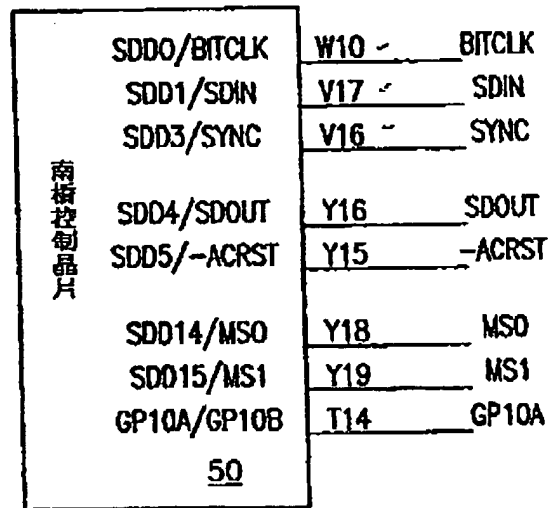 SDD0/BITCLK W10 BITCLK
SDD1/SDIN V17 SDIN
SDD3/SYNC V16 SYNC
南橋控制晶片
SDD4/SDOUT Y16 SDOUT
SDD5/-ACRST Y15 -ACRST
SDD14/MS0 Y18 MS0
SDD15/MS1 Y19 MS1
GP10A/GP10B T14 GP10A
50